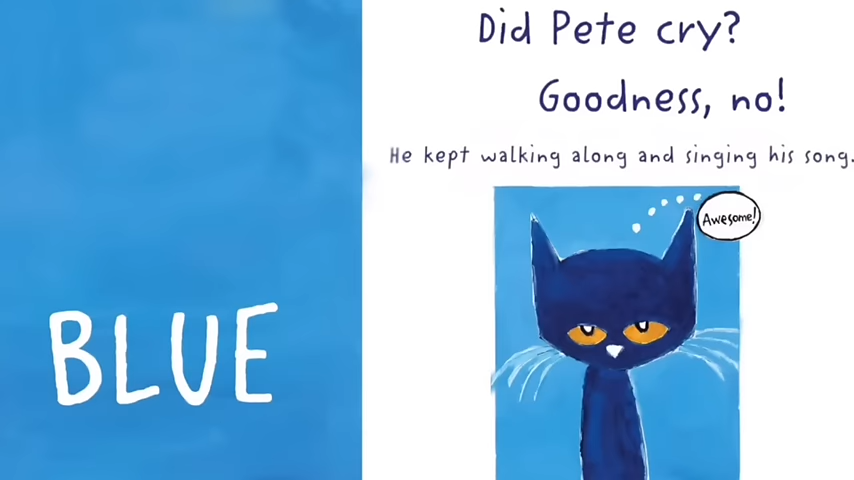 BLUE
Did Pete cry?
Goodness, no!
He kept walking along and singing his song.
Awesome!